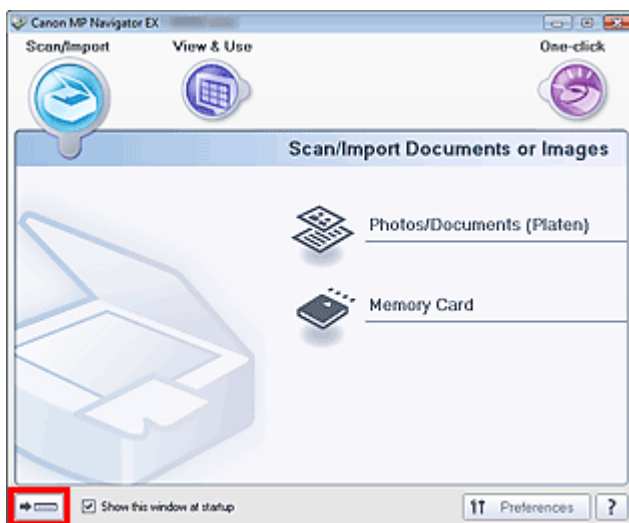 Canon MP Navigator EX
Scan/Import View & Use One-click
Scan/Import Documents or Images
Photos/Documents (Platen)
Memory Card
Show this window at startup Preferences ?